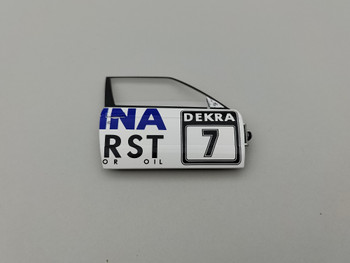 INA
DEKRA
RST
7
OR OIL